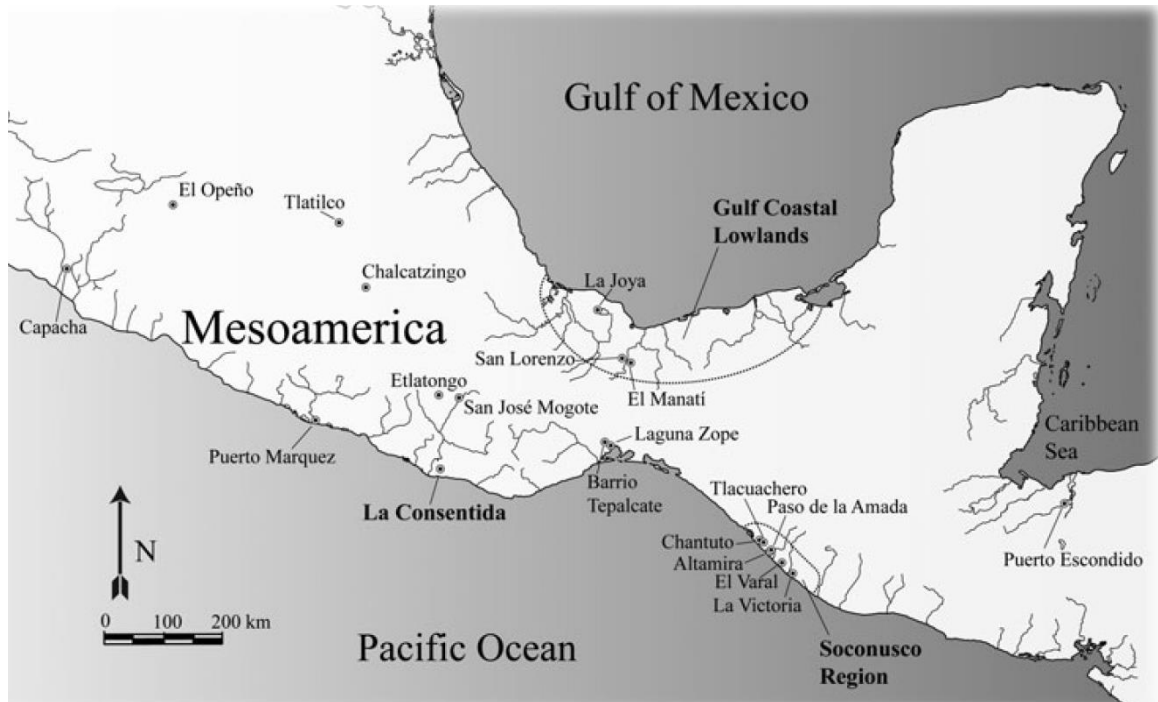 Gulf of Mexico
El Opeño
Tlatilco
Gulf Coastal
Lowlands
Chalcatzingo
La Joya
Capacha
Mesoamerica
San Lorenzo
El Manatí
Etlatongo
San José Mogote
Puerto Marquez
Laguna Zope
Barrio
Tepalcate
La Consentida
Caribbean
Sea
Tlacuachero
Paso de la Amada
Chantuto
Altamira
El Varal
La Victoria
Puerto Escondido
N
0 100 200 km
Pacific Ocean
Soconusco
Region